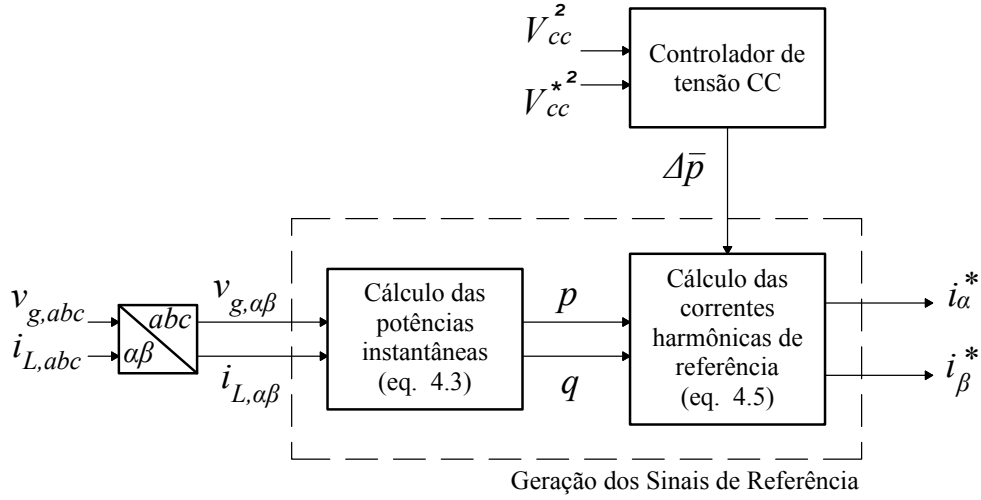 V_cc^2
V_cc^*2
Controlador de
tensão CC
Δp̄
v_g,abc
i_L,abc
abc
αβ
v_g,αβ
i_L,αβ
Cálculo das
potências
instantâneas
(eq. 4.3)
p
q
Cálculo das
correntes
harmônicas de
referência
(eq. 4.5)
i_α^*
i_β^*
Geração dos Sinais de Referência